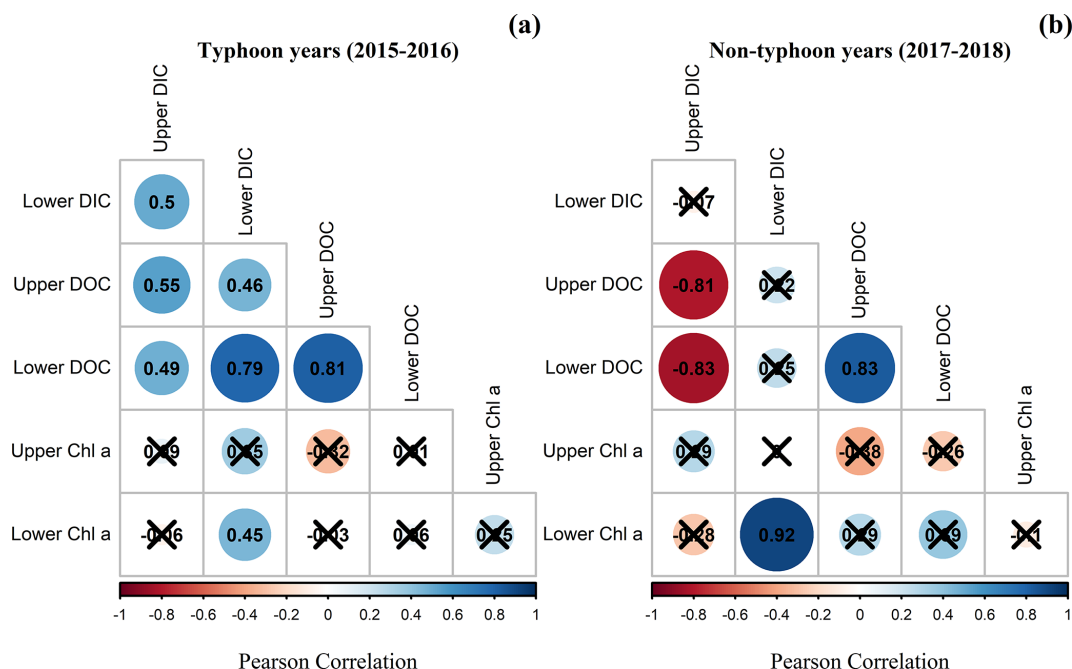 (a)
Typhoon years (2015-2016)
Upper DIC
Lower DIC
Upper DOC
Lower DOC
Upper Chl a
Lower DIC
0.5
Upper DOC
0.55
0.46
Lower DOC
0.49
0.79
0.81
Upper Chl a
Lower Chl a
0.45
-1
-0.8
-0.6
-0.4
-0.2
0
0.2
0.4
0.6
0.8
1
Pearson Correlation
(b)
Non-typhoon years (2017-2018)
Upper DIC
Lower DIC
Upper DOC
Lower DOC
Upper Chl a
Lower DIC
Upper DOC
-0.81
Lower DOC
-0.83
0.83
Upper Chl a
Lower Chl a
0.92
-1
-0.8
-0.6
-0.4
-0.2
0
0.2
0.4
0.6
0.8
1
Pearson Correlation